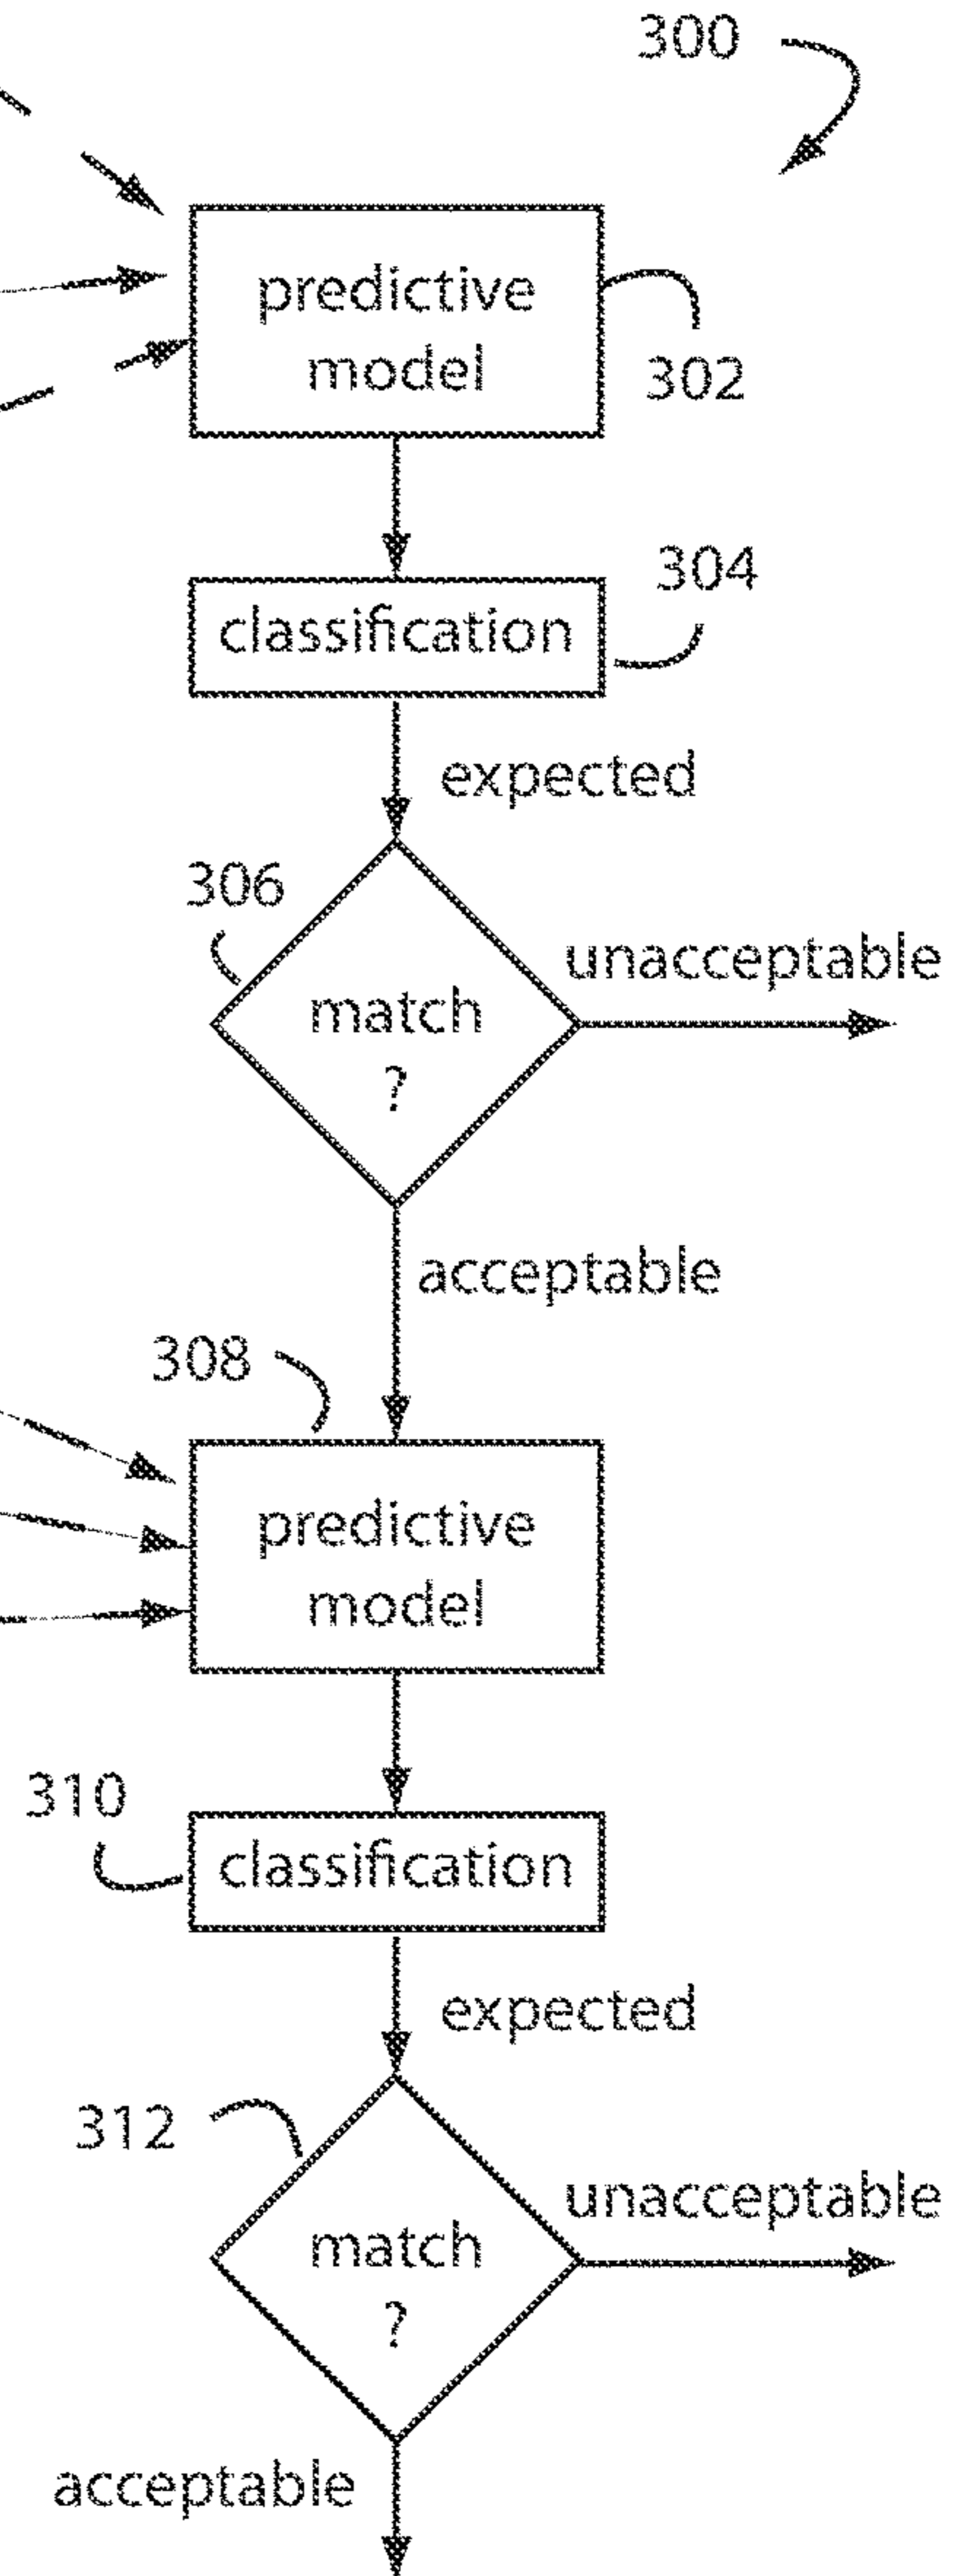 300
predictive
model
302
304
classification
expected
306
unacceptable
match
?
acceptable
308
predictive
model
310
classification
expected
312
unacceptable
match
?
acceptable